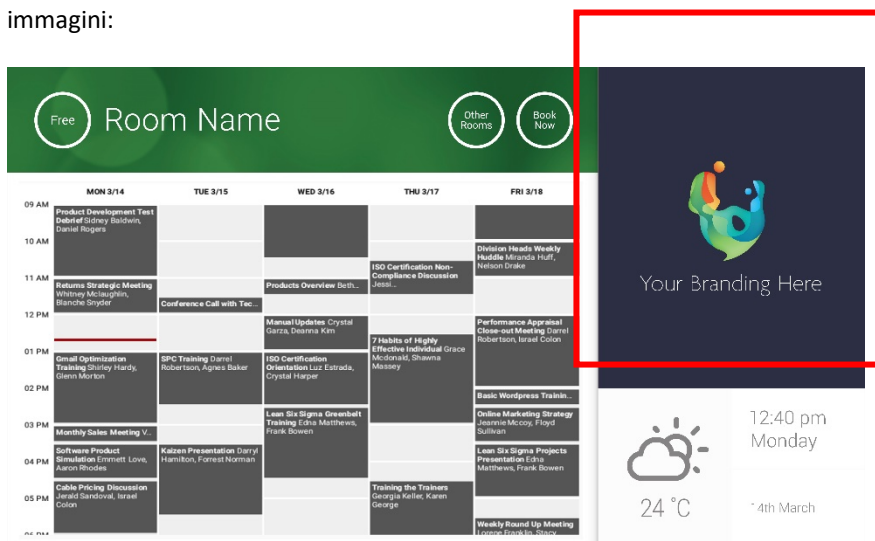 immagini:
Free
Room Name
Other
Rooms
Book
Now
MON 3/14
TUE 3/15
WED 3/16
THU 3/17
FRI 3/18
09 AM
10 AM
11 AM
12 PM
01 PM
02 PM
03 PM
04 PM
05 PM
06 PM
Product Development Test
Debrief Sidney Baldwin,
Daniel Rogers
Returns Strategic Meeting
Whitney Mclaughlin,
Blanche Snyder
Gmail Optimization
Training Shirley Hardy,
Glenn Morton
Monthly Sales Meeting V...
Software Product
Simulation Emmett Love,
Aaron Rhodes
Cable Pricing Discussion
Jerald Sandoval, Israel
Colon
Conference Call with Tec...
SPC Training Darrel
Robertson, Agnes Baker
Kaizen Presentation Darryl
Hamilton, Forrest Norman
Products Overview Beth...
Manual Updates Crystal
Garza, Deanna Kim
ISO Certification
Orientation Luz Estrada,
Crystal Harper
Lean Six Sigma Greenbelt
Training Edna Matthews,
Frank Bowen
ISO Certification Non-
Compliance Discussion
Jessi...
7 Habits of Highly
Effective Individual Grace
Mcdonald, Shawna
Massey
Training the Trainers
Georgia Keller, Karen
George
Division Heads Weekly
Huddle Miranda Huff,
Nelson Drake
Performance Appraisal
Close-out Meeting Darrel
Robertson, Israel Colon
Basic Wordpress Trainin...
Online Marketing Strategy
Jeannie Mccoy, Floyd
Sullivan
Lean Six Sigma Projects
Presentation Edna
Matthews, Frank Bowen
Weekly Round Up Meeting
Lorene Franklin, Stacy
Your Branding Here
12:40 pm
Monday
24 °C
14th March